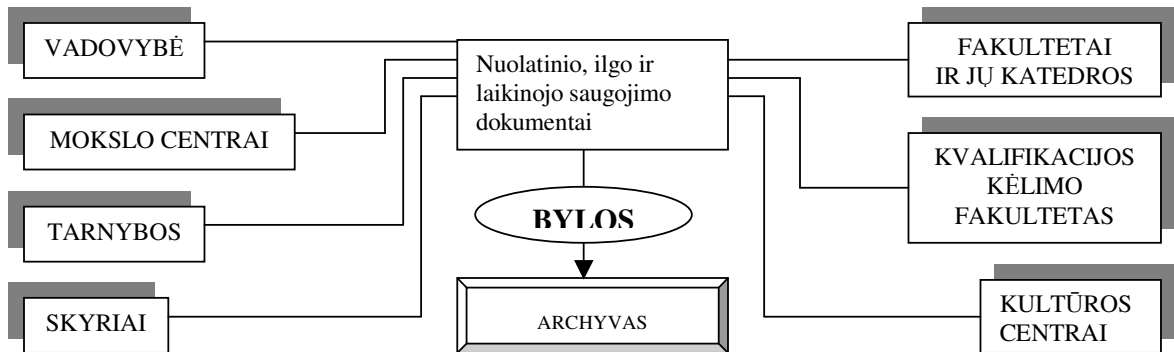 VADOVYBĖ
MOKSLO CENTRAI
TARNYBOS
SKYRIAI
Nuolatinio, ilgo ir
laikinojo saugojimo
dokumentai
BYLOS
ARCHYVAS
FAKULTETAI
IR JŲ KATEDROS
KVALIFIKACIJOS
KĖLIMO
FAKULTETAS
KULTŪROS
CENTRAI